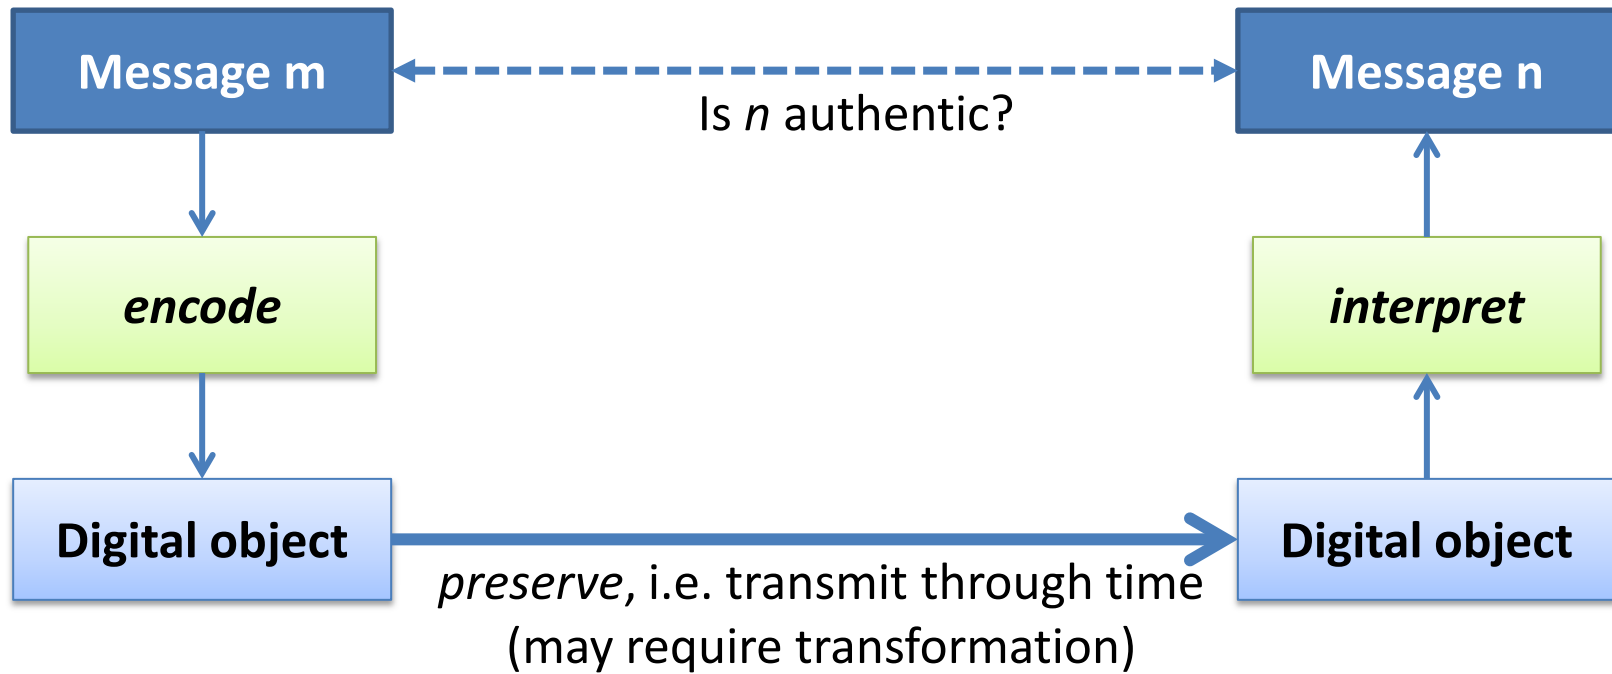 Message m
Message n
Is n authentic?
encode
interpret
Digital object
Digital object
preserve, i.e. transmit through time
(may require transformation)